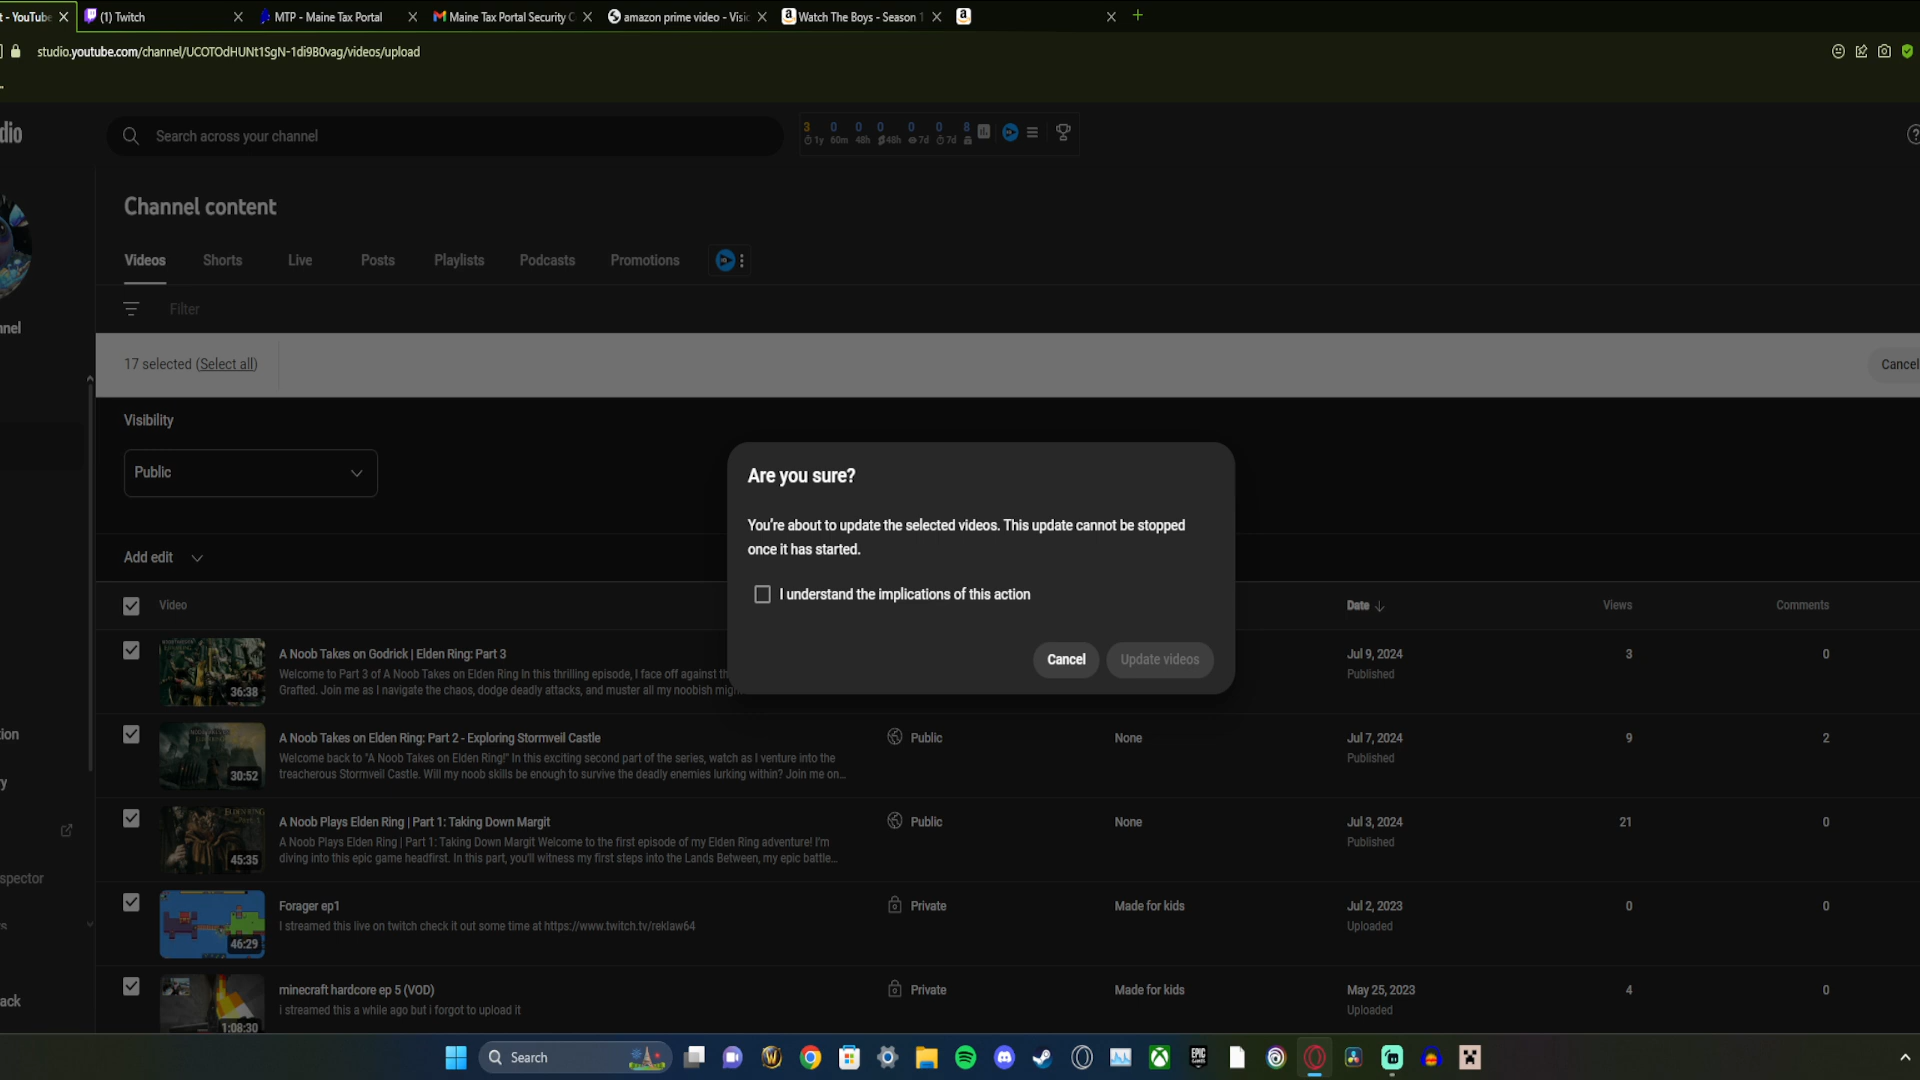 t - YouTube
(1) Twitch
MTP - Maine Tax Portal
Maine Tax Portal Security C
amazon prime video - Visi
Watch The Boys - Season 1
studio.youtube.com/channel/UCOTOdHUNt1SgN-1di9B0vag/videos/upload
dio
Search across your channel
3 0 0 0 0 0 8
1y 60m 48h 48h 7d 7d
Channel content
Videos Shorts Live Posts Playlists Podcasts Promotions
Filter
nnel
17 selected (Select all)
Cancel
Visibility
Public
Are you sure?
You're about to update the selected videos. This update cannot be stopped
once it has started.
I understand the implications of this action
Cancel Update videos
Add edit
Video Date Views Comments
A Noob Takes on Godrick | Elden Ring: Part 3
Welcome to Part 3 of A Noob Takes on Elden Ring In this thrilling episode, I face off against th
Grafted. Join me as I navigate the chaos, dodge deadly attacks, and muster all my noobish migh
36:38
Jul 9, 2024
Published
3 0
tion
A Noob Takes on Elden Ring: Part 2 - Exploring Stormveil Castle
Welcome back to "A Noob Takes on Elden Ring!" In this exciting second part of the series, watch as I venture into the
treacherous Stormveil Castle. Will my noob skills be enough to survive the deadly enemies lurking within? Join me on...
30:52
Public None
Jul 7, 2024
Published
9 2
ry
A Noob Plays Elden Ring | Part 1: Taking Down Margit
A Noob Plays Elden Ring | Part 1: Taking Down Margit Welcome to the first episode of my Elden Ring adventure! I'm
diving into this epic game headfirst. In this part, you'll witness my first steps into the Lands Between, my epic battle...
45:35
Public None
Jul 3, 2024
Published
21 0
spector
Forager ep1
I streamed this live on twitch check it out some time at https://www.twitch.tv/reklaw64
46:29
Private Made for kids
Jul 2, 2023
Uploaded
0 0
minecraft hardcore ep 5 (VOD)
i streamed this a while ago but i forgot to upload it
1:08:30
Private Made for kids
May 25, 2023
Uploaded
4 0
ack
Search
EPIC